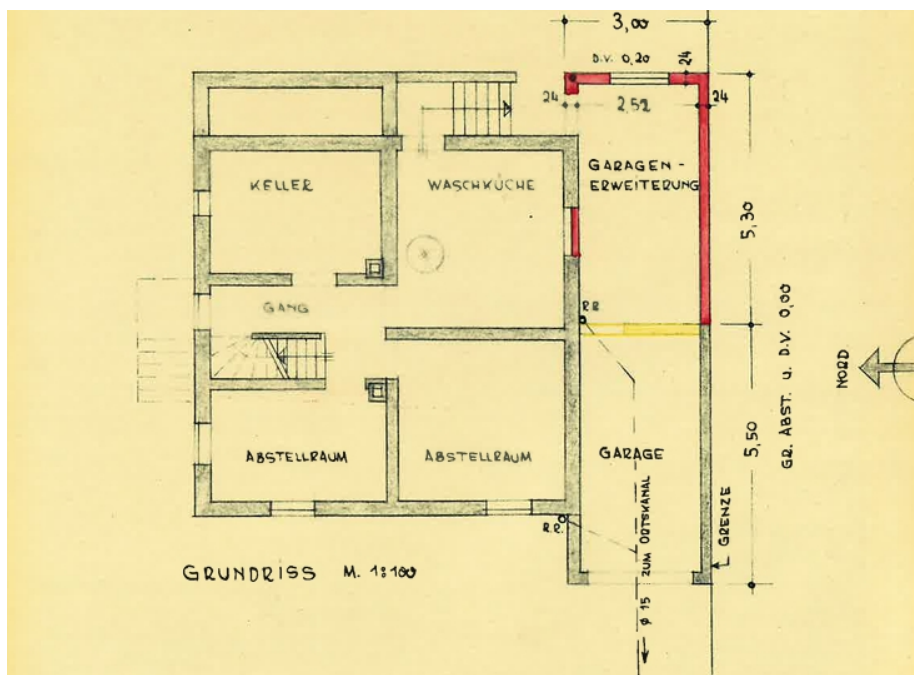 3,00
D.V. 0,20
24
24
2,52
24
KELLER
WASCHKÜCHE
GARAGEN-
ERWEITERUNG
5,30
GANG
R.R.
GR. ABST. u. D.V. 0,00
NORD
ABSTELLRAUM
ABSTELLRAUM
GARAGE
5,50
R.R.
GRENZE
GRUNDRISS M. 1:100
ø 15 ZUM ORTSKANAL